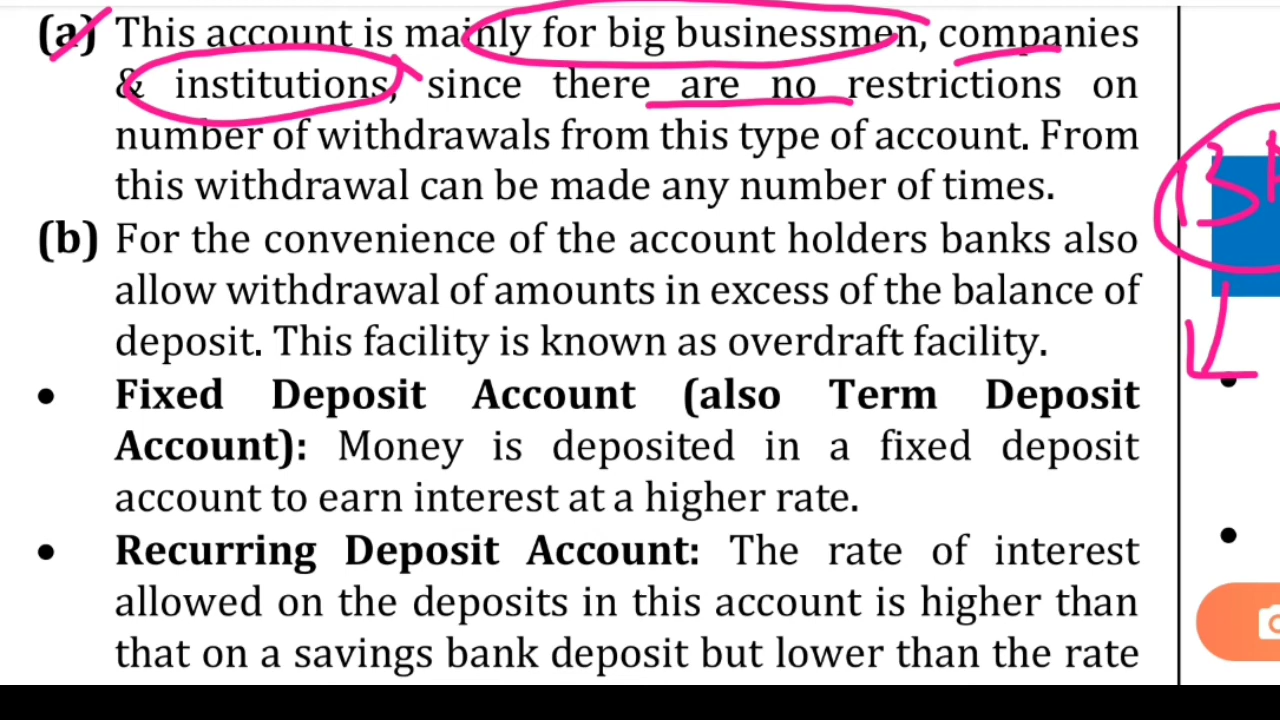 (a) This account is mainly for big businessmen, companies
& institutions, since there are no restrictions on
number of withdrawals from this type of account. From
this withdrawal can be made any number of times.
(b) For the convenience of the account holders banks also
allow withdrawal of amounts in excess of the balance of
deposit. This facility is known as overdraft facility.
• Fixed Deposit Account (also Term Deposit
Account): Money is deposited in a fixed deposit
account to earn interest at a higher rate.
• Recurring Deposit Account: The rate of interest
allowed on the deposits in this account is higher than
that on a savings bank deposit but lower than the rate